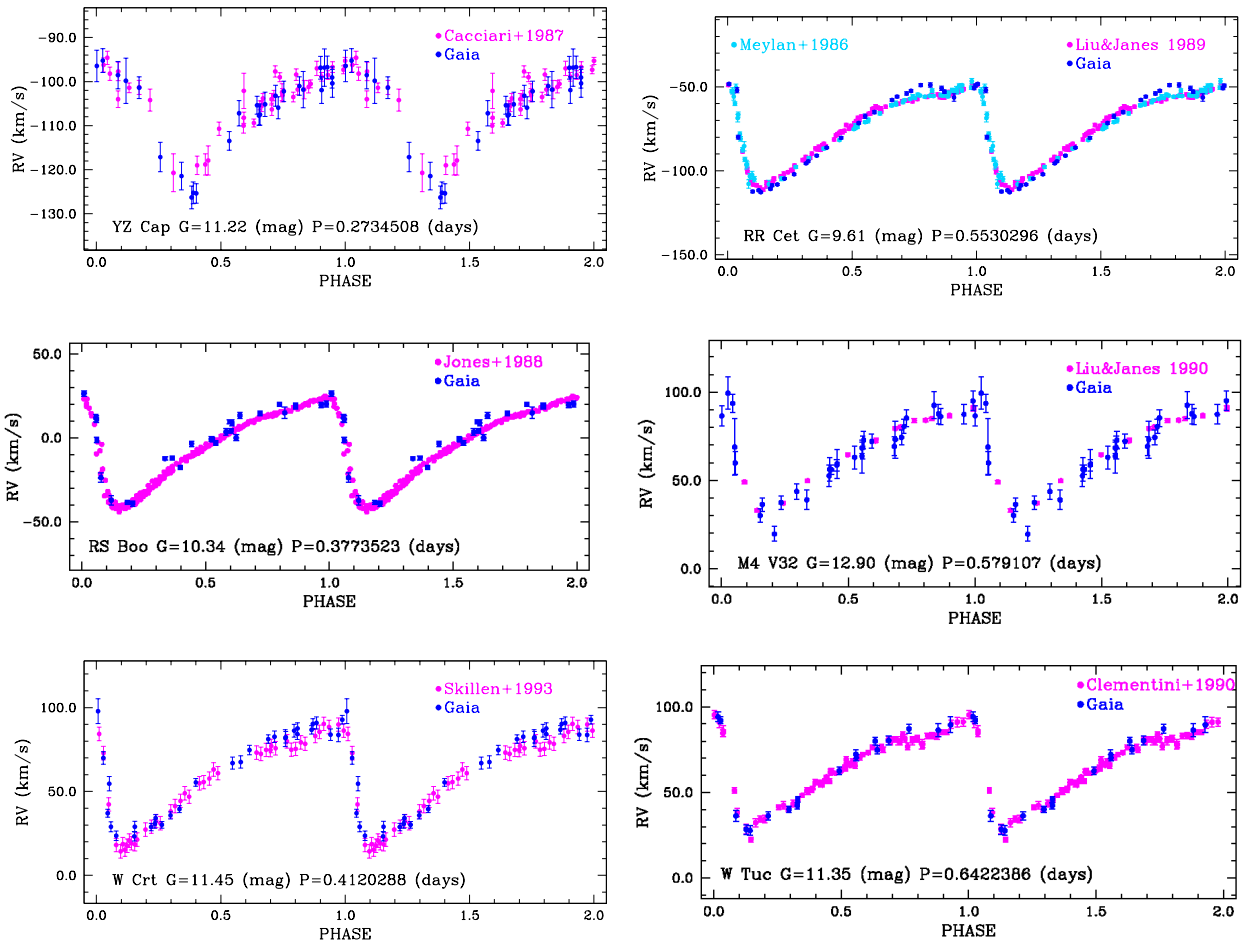 −90.0
−100.0
−110.0
−120.0
−130.0
RV (km/s)
Cacciari+1987
Gaia
YZ Cap G=11.22 (mag) P=0.2734508 (days)
0.0 0.5 1.0 1.5 2.0
PHASE
0.0
−50.0
−100.0
−150.0
RV (km/s)
Meylan+1986
Liu&Janes 1989
Gaia
RR Cet G=9.61 (mag) P=0.5530296 (days)
0.0 0.5 1.0 1.5 2.0
PHASE
50.0
0.0
−50.0
RV (km/s)
Jones+1988
Gaia
RS Boo G=10.34 (mag) P=0.3773523 (days)
0.0 0.5 1.0 1.5 2.0
PHASE
100.0
50.0
0.0
RV (km/s)
Liu&Janes 1990
Gaia
M4 V32 G=12.90 (mag) P=0.579107 (days)
0.0 0.5 1.0 1.5 2.0
PHASE
100.0
50.0
0.0
RV (km/s)
Skillen+1993
Gaia
W Crt G=11.45 (mag) P=0.4120288 (days)
0.0 0.5 1.0 1.5 2.0
PHASE
100.0
50.0
0.0
RV (km/s)
Clementini+1990
Gaia
W Tuc G=11.35 (mag) P=0.6422386 (days)
0.0 0.5 1.0 1.5 2.0
PHASE